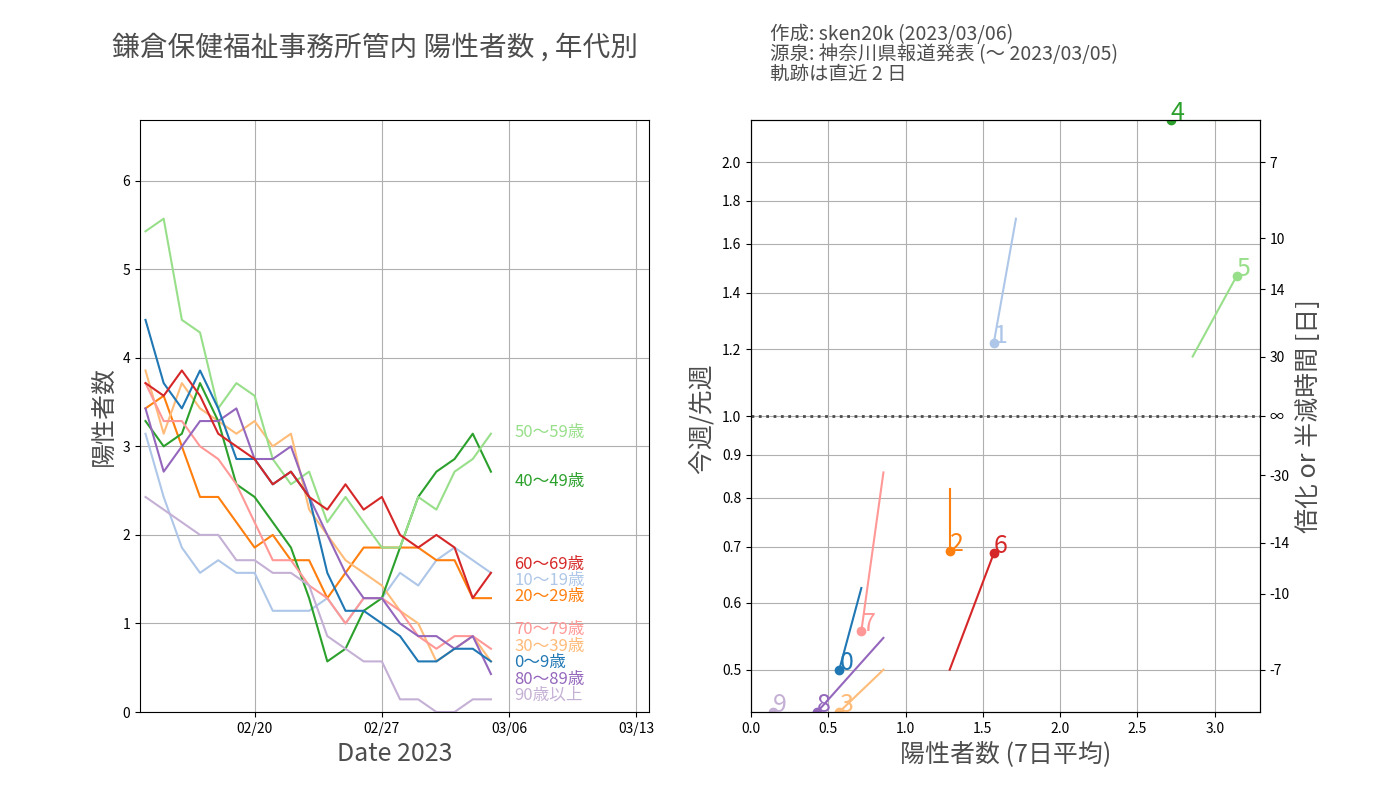 鎌倉保健福祉事務所管内 陽性者数 , 年代別
作成: sken20k (2023/03/06)
源泉: 神奈川県報道発表 (〜 2023/03/05)
軌跡は直近 2 日
陽性者数
6
5
4
3
2
1
0
02/20
02/27
03/06
03/13
Date 2023
50〜59歳
40〜49歳
60〜69歳
10〜19歳
20〜29歳
70〜79歳
30〜39歳
0〜9歳
80〜89歳
90歳以上
今週/先週
2.0
1.8
1.6
1.4
1.2
1.0
0.9
0.8
0.7
0.6
0.5
0.0
0.5
1.0
1.5
2.0
2.5
3.0
陽性者数 (7日平均)
4
5
1
2
6
7
0
9
8
3
7
10
14
30
∞
-30
-14
-10
-7
倍化 or 半減時間 [日]